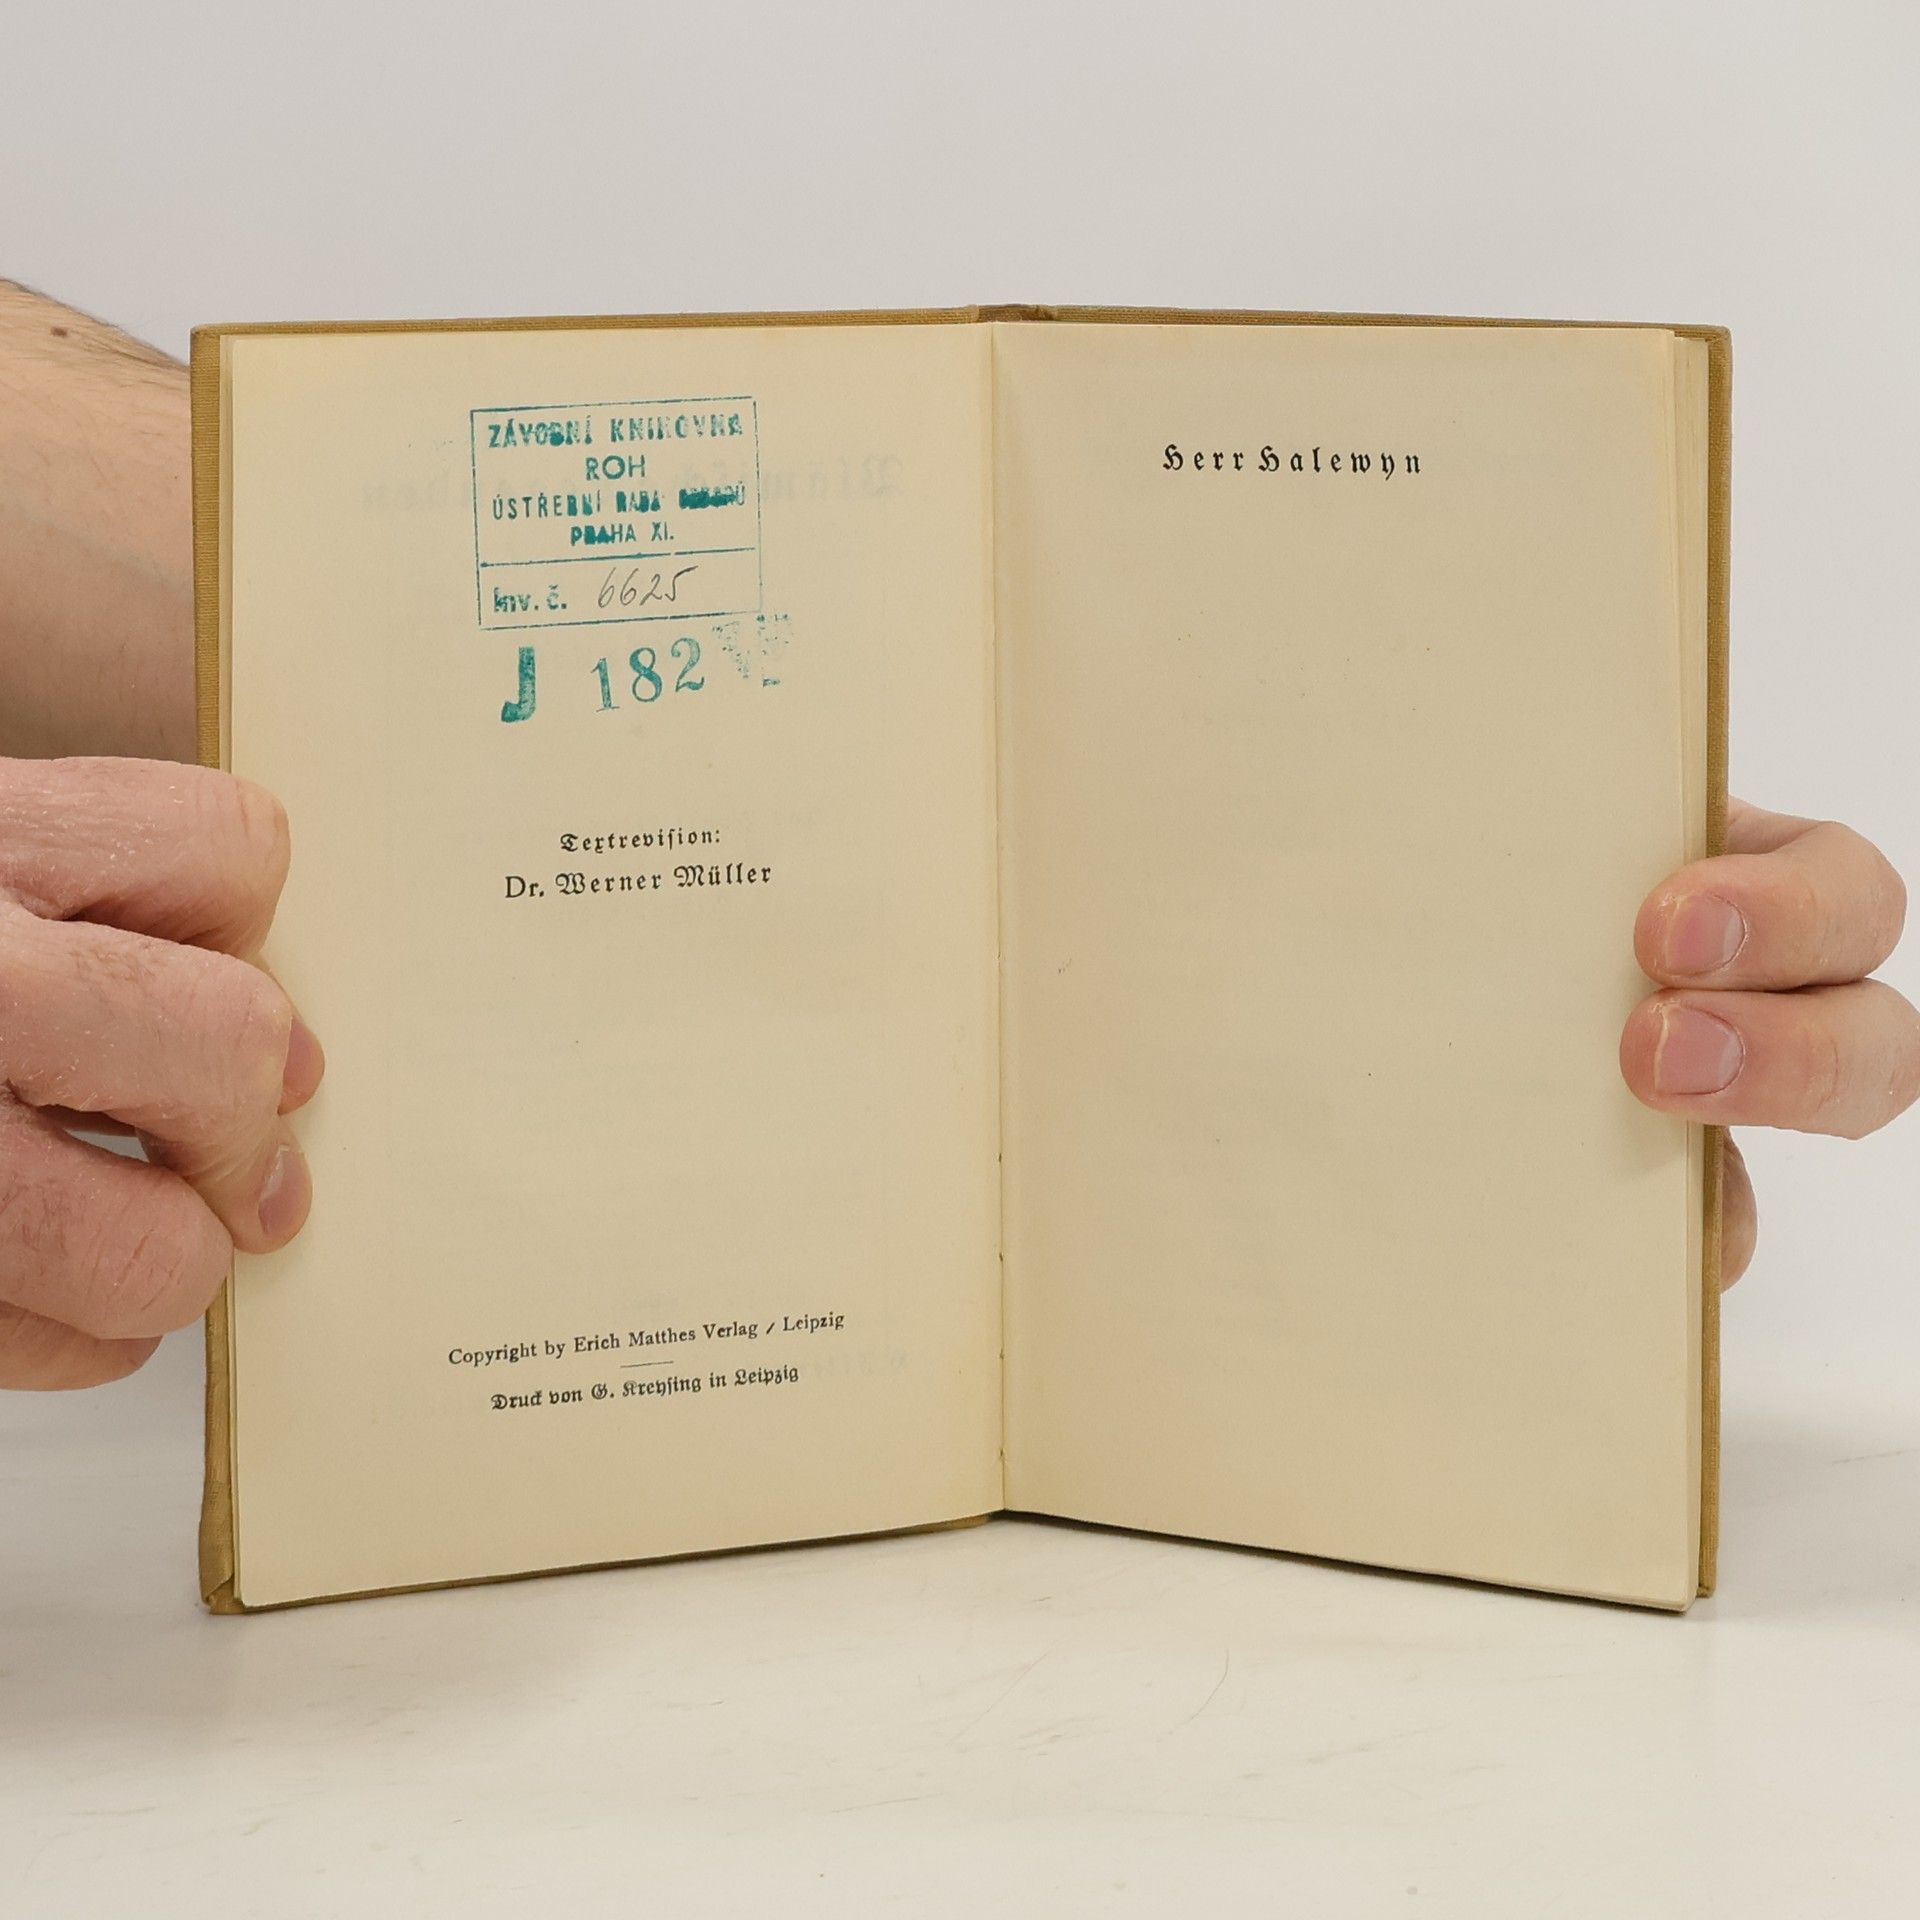 ZÁVODNÍ KNIHOVNA
ROH
ÚSTŘEDNÍ RADA ODBORŮ
PRAHA XI.
Inv. č. 6625
J 182
Textreviſion:
Dr. Werner Müller
Copyright by Erich Matthes Verlag / Leipzig
Druck von G. Kreyſing in Leipzig
Herr Halewyn